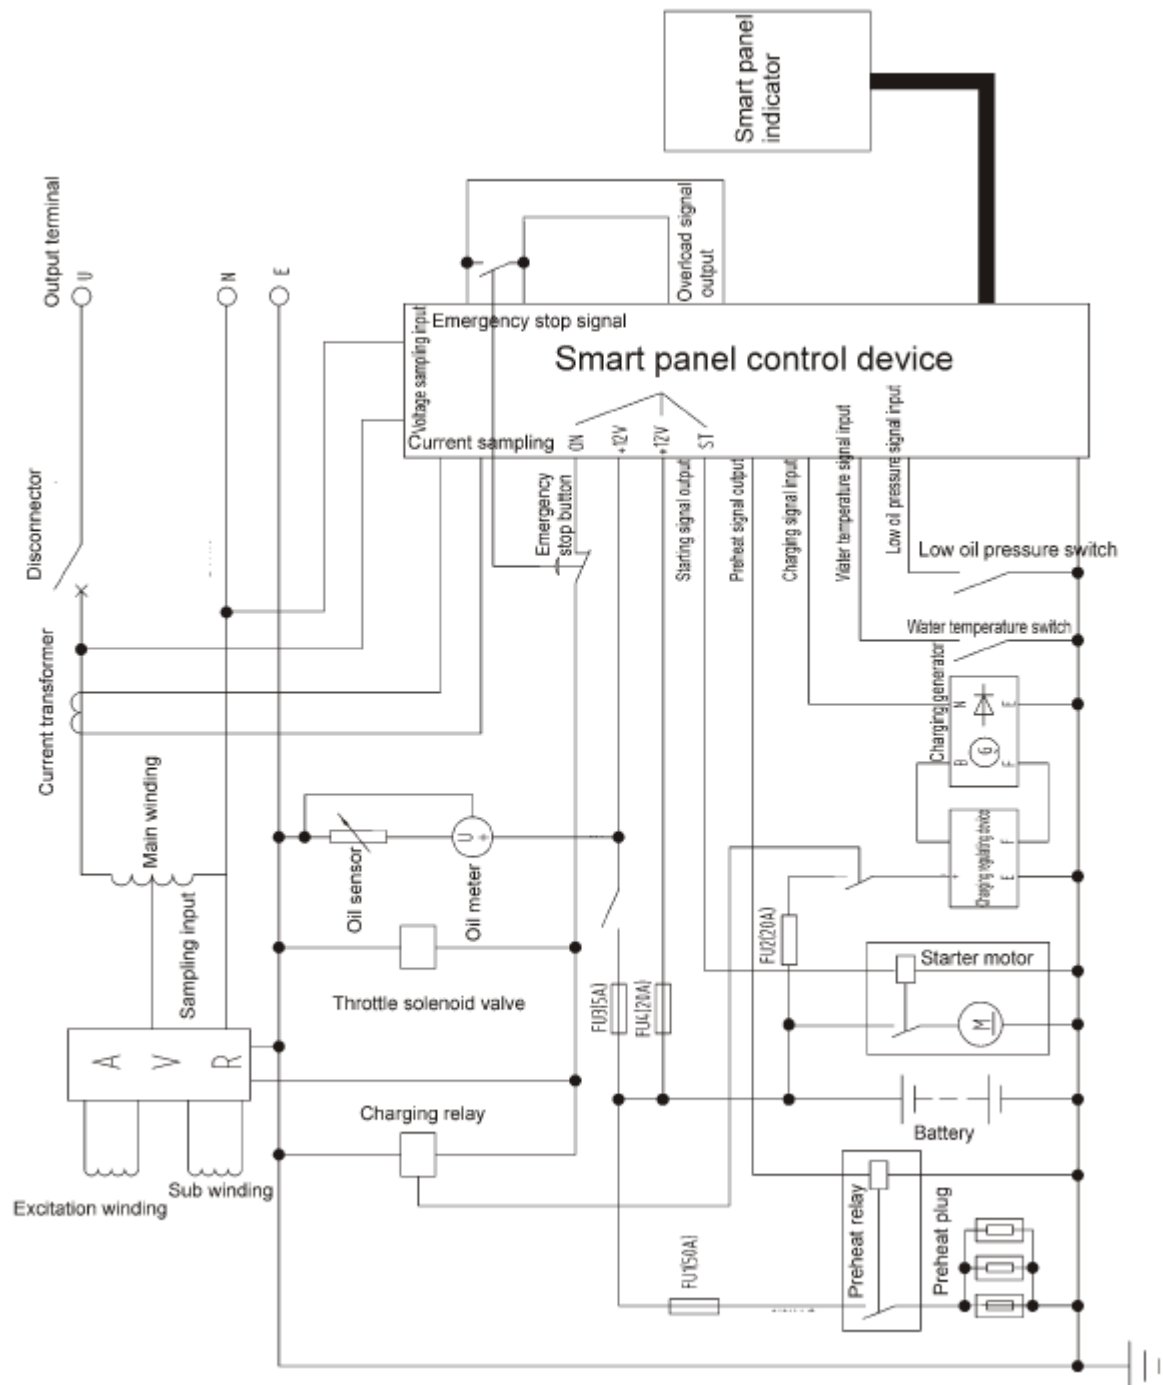 Smart panel
indicator
Output terminal
U
N
E
Overload signal
output
Emergency stop signal
Voltage sampling input
Smart panel control device
Current sampling
ON
+12V
+12V
ST
Disconnector
Emergency
stop button
Starting signal output
Preheat signal output
Charging signal input
Water temperature signal input
Low oil pressure signal input
Low oil pressure switch
Water temperature switch
Current transformer
Charging generator
N
E
G
B
F
Main winding
Oil sensor
U
+
Oil meter
Charging regulating device
+
F
E
Sampling input
FU2(20A)
Starter motor
Throttle solenoid valve
FU3(5A)
FU4(20A)
M
A
V
R
Charging relay
Battery
Excitation winding
Sub winding
FU1(50A)
Preheat relay
Preheat plug